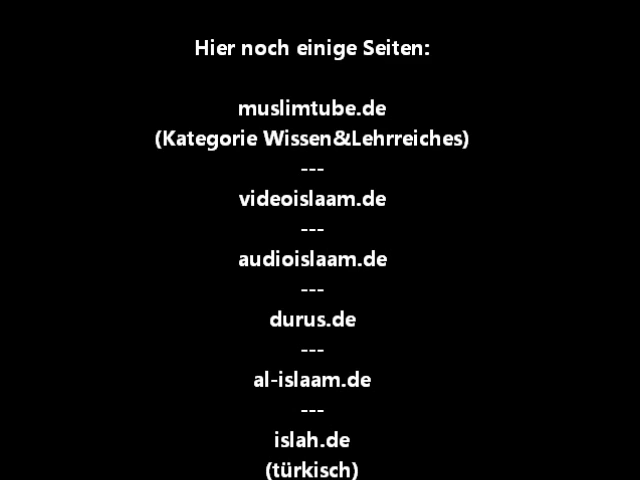 Hier noch einige Seiten:
muslimtube.de
(Kategorie Wissen&Lehrreiches)
---
videoislaam.de
---
audioislaam.de
---
durus.de
---
al-islaam.de
---
islah.de
(türkisch)